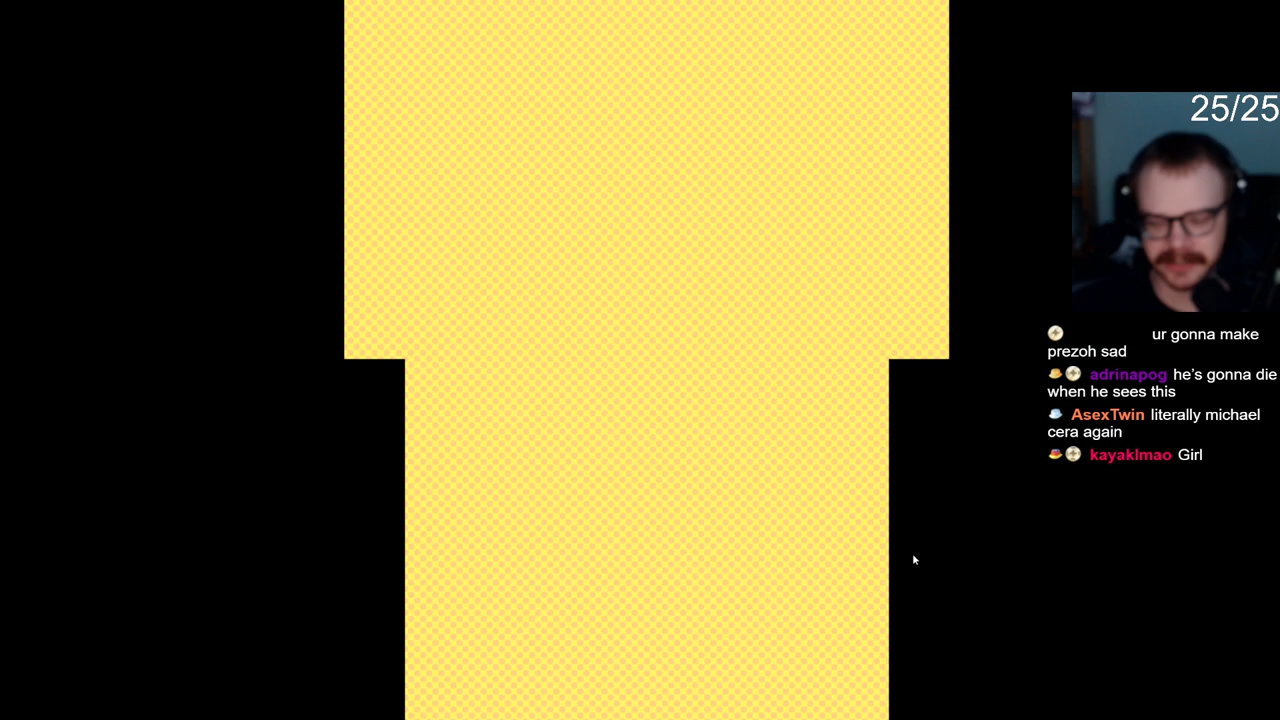 25/25
ur gonna make
prezoh sad
adrinapog he's gonna die
when he sees this
AsexTwin literally michael
cera again
kayaklmao Girl